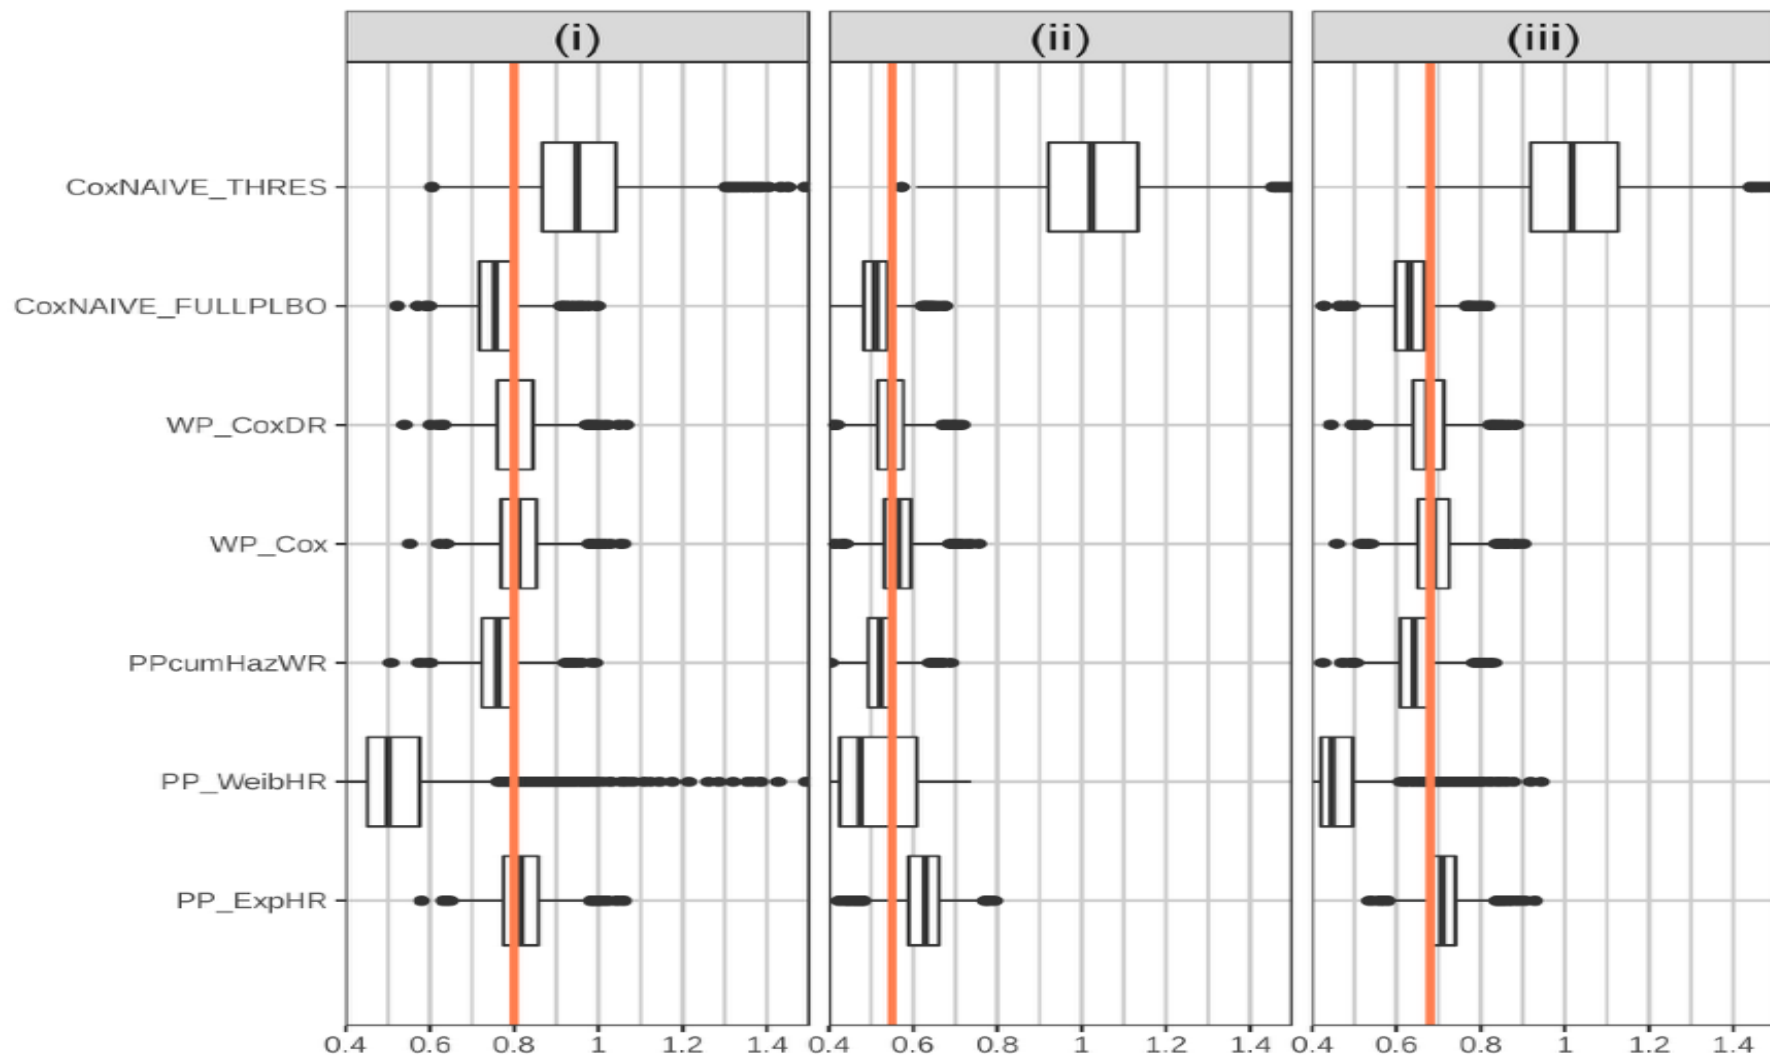 (i) (ii) (iii)
CoxNAIVE_THRES
CoxNAIVE_FULLPLBO
WP_CoxDR
WP_Cox
PPcumHazWR
PP_WeibHR
PP_ExpHR
0.4 0.6 0.8 1 1.2 1.4 0.4 0.6 0.8 1 1.2 1.4 0.4 0.6 0.8 1 1.2 1.4